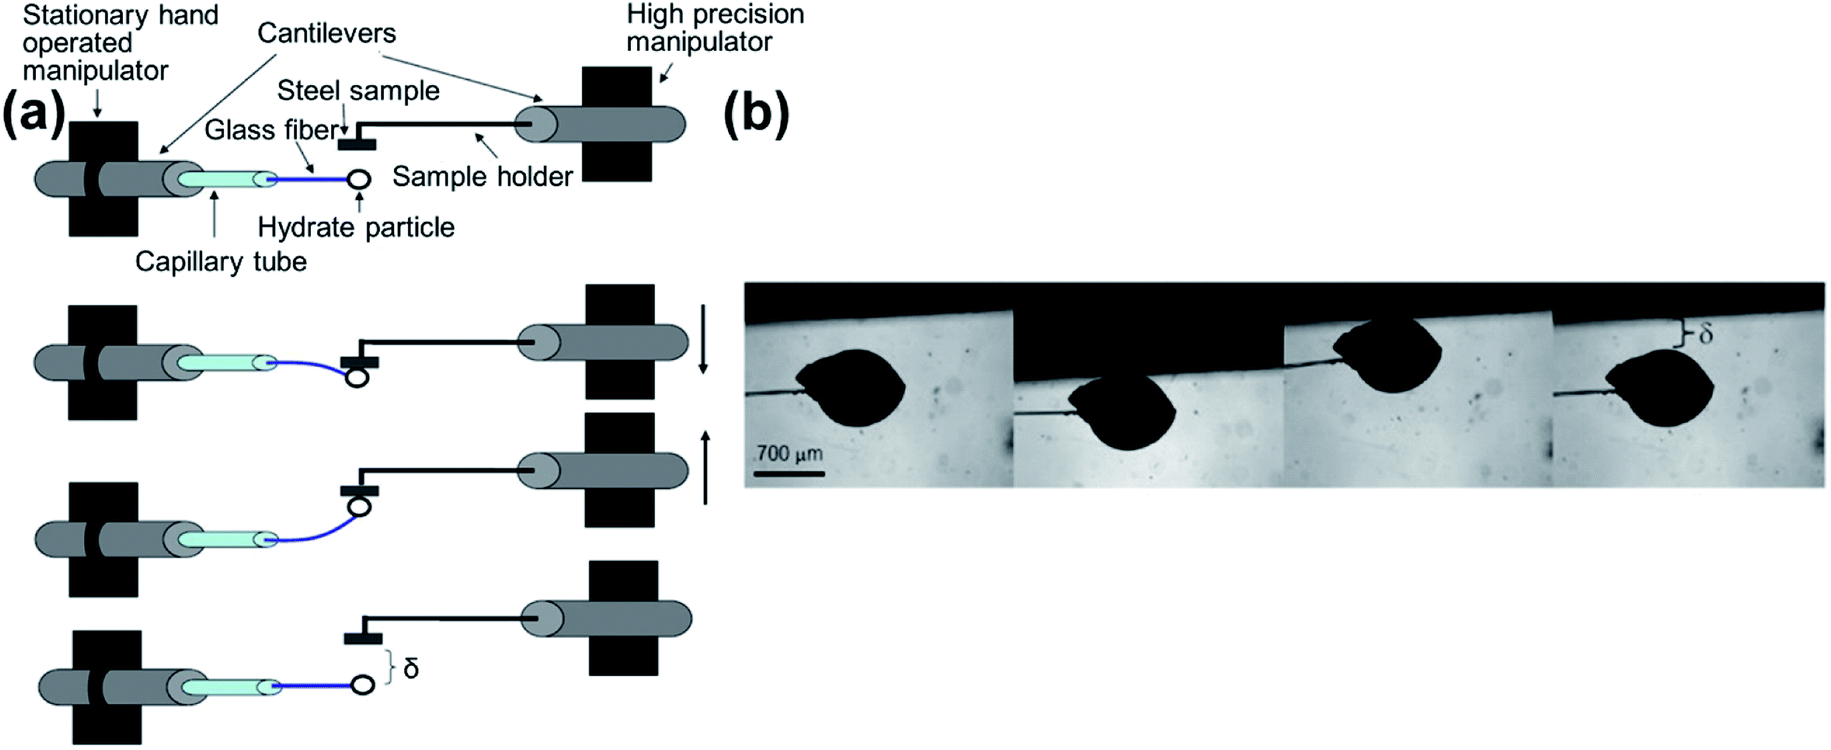 Stationary hand
operated
manipulator
Cantilevers
High precision
manipulator
(a)
Steel sample
Glass fiber
Sample holder
Hydrate particle
Capillary tube
δ
(b)
700 µm
δ